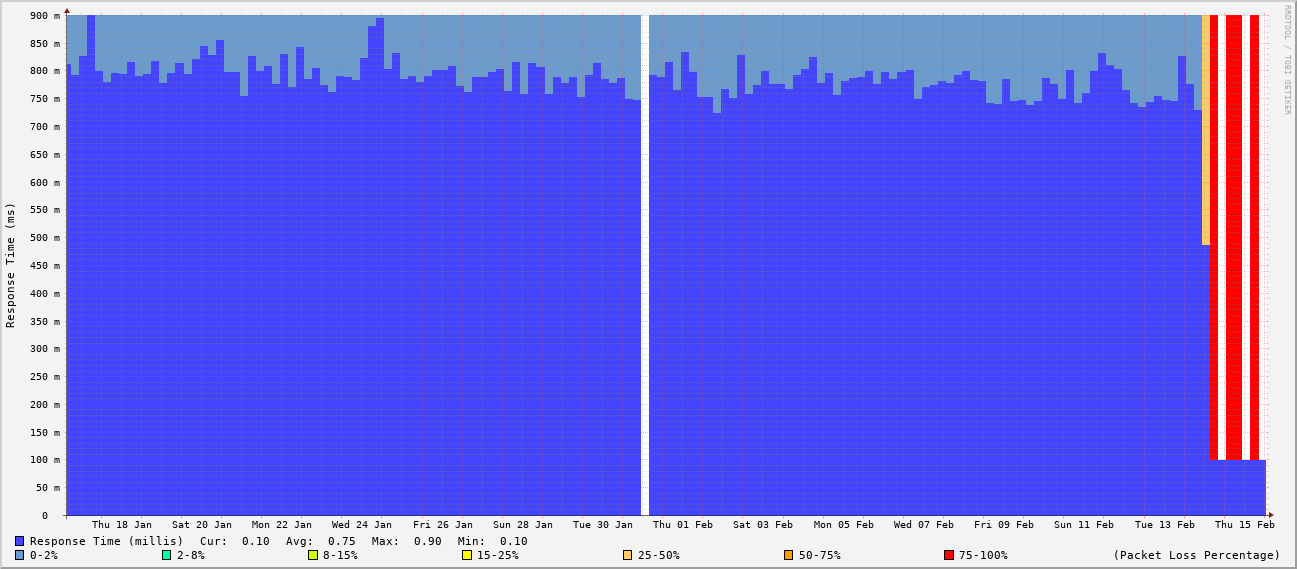 900 m
850 m
800 m
750 m
700 m
650 m
600 m
550 m
500 m
450 m
400 m
350 m
300 m
250 m
200 m
150 m
100 m
50 m
0
Response Time (ms)
RRDTOOL / TOBI OETIKER
Thu 18 Jan Sat 20 Jan Mon 22 Jan Wed 24 Jan Fri 26 Jan Sun 28 Jan Tue 30 Jan Thu 01 Feb Sat 03 Feb Mon 05 Feb Wed 07 Feb Fri 09 Feb Sun 11 Feb Tue 13 Feb Thu 15 Feb
Response Time (millis) Cur: 0.10 Avg: 0.75 Max: 0.90 Min: 0.10
0-2% 2-8% 8-15% 15-25% 25-50% 50-75% 75-100% (Packet Loss Percentage)